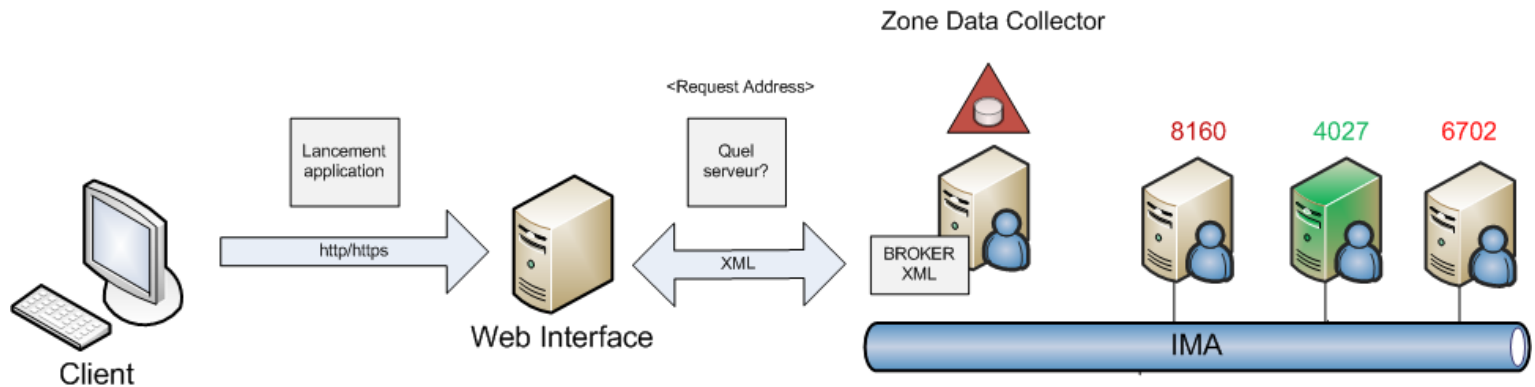 Zone Data Collector
<Request Address>
Lancement
application
Quel
serveur?
8160
4027
6702
http/https
XML
BROKER
XML
Web Interface
IMA
Client